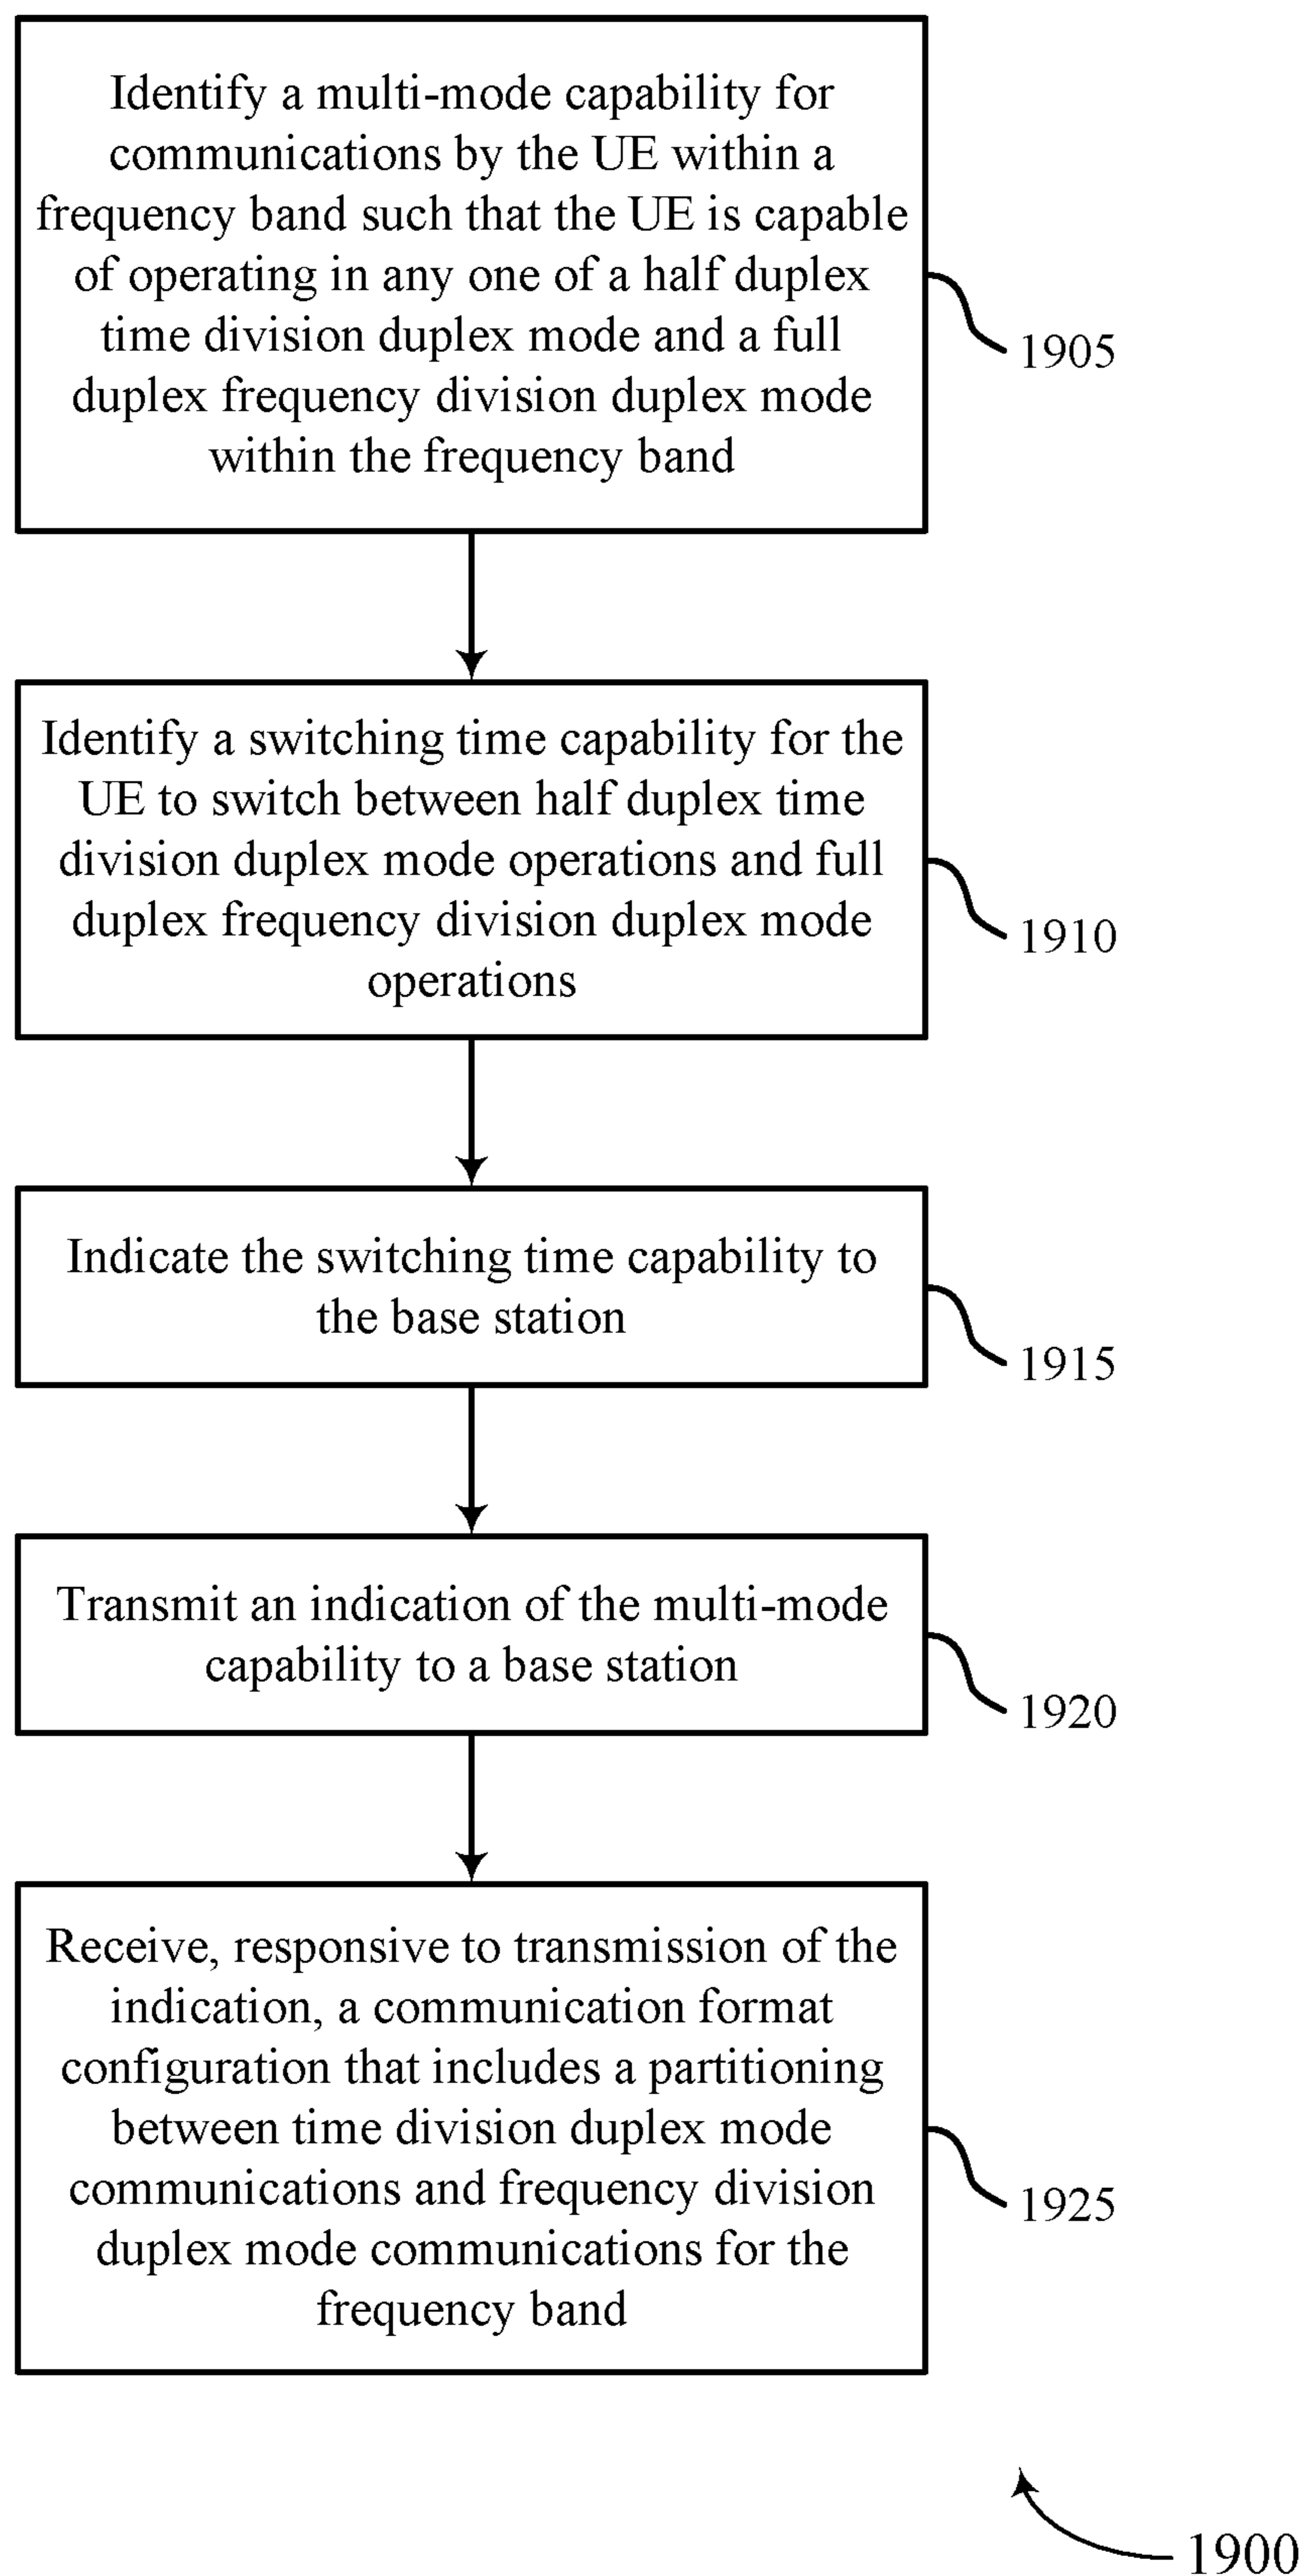 Identify a multi-mode capability for
communications by the UE within a
frequency band such that the UE is capable
of operating in any one of a half duplex
time division duplex mode and a full
duplex frequency division duplex mode
within the frequency band
1905
Identify a switching time capability for the
UE to switch between half duplex time
division duplex mode operations and full
duplex frequency division duplex mode
operations
1910
Indicate the switching time capability to
the base station
1915
Transmit an indication of the multi-mode
capability to a base station
1920
Receive, responsive to transmission of the
indication, a communication format
configuration that includes a partitioning
between time division duplex mode
communications and frequency division
duplex mode communications for the
frequency band
1925
1900